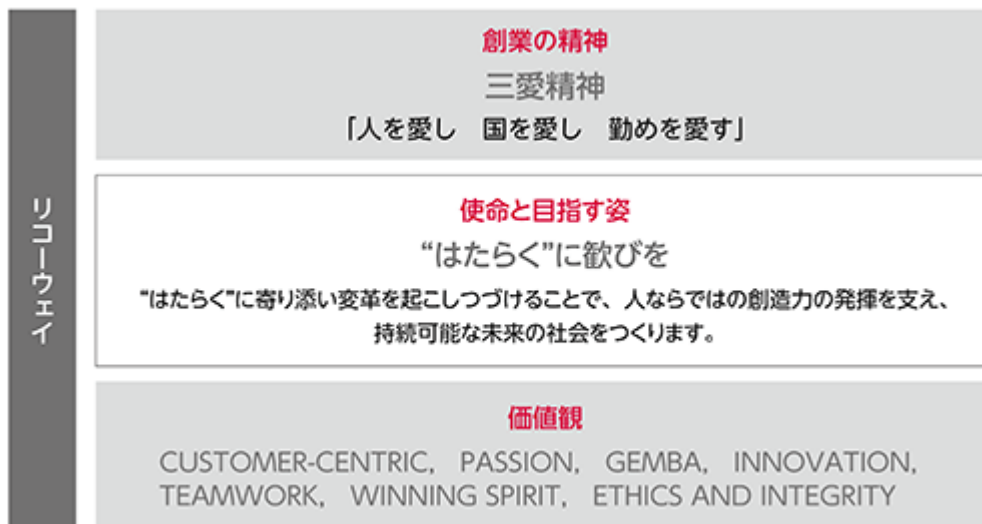 リコーウェイ
創業の精神
三愛精神
「人を愛し　国を愛し　勤めを愛す」
使命と目指す姿
“はたらく”に歓びを
“はたらく”に寄り添い変革を起こしつづけることで、人ならではの創造力の発揮を支え、
持続可能な未来の社会をつくります。
価値観
CUSTOMER-CENTRIC, PASSION, GEMBA, INNOVATION,
TEAMWORK, WINNING SPIRIT, ETHICS AND INTEGRITY